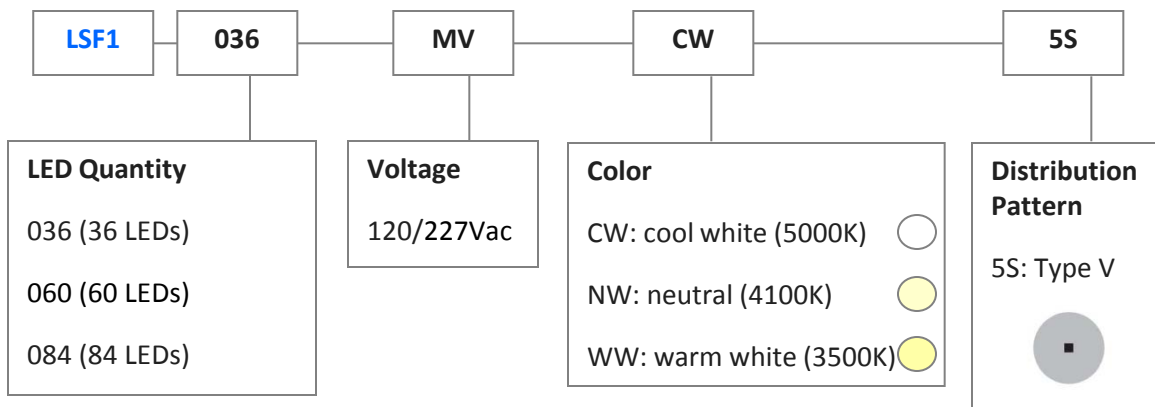 LSF1 036 MV CW 5S
LED Quantity
036 (36 LEDs)
060 (60 LEDs)
084 (84 LEDs)
Voltage
120/227Vac
Color
CW: cool white (5000K)
NW: neutral (4100K)
WW: warm white (3500K)
Distribution
Pattern
5S: Type V